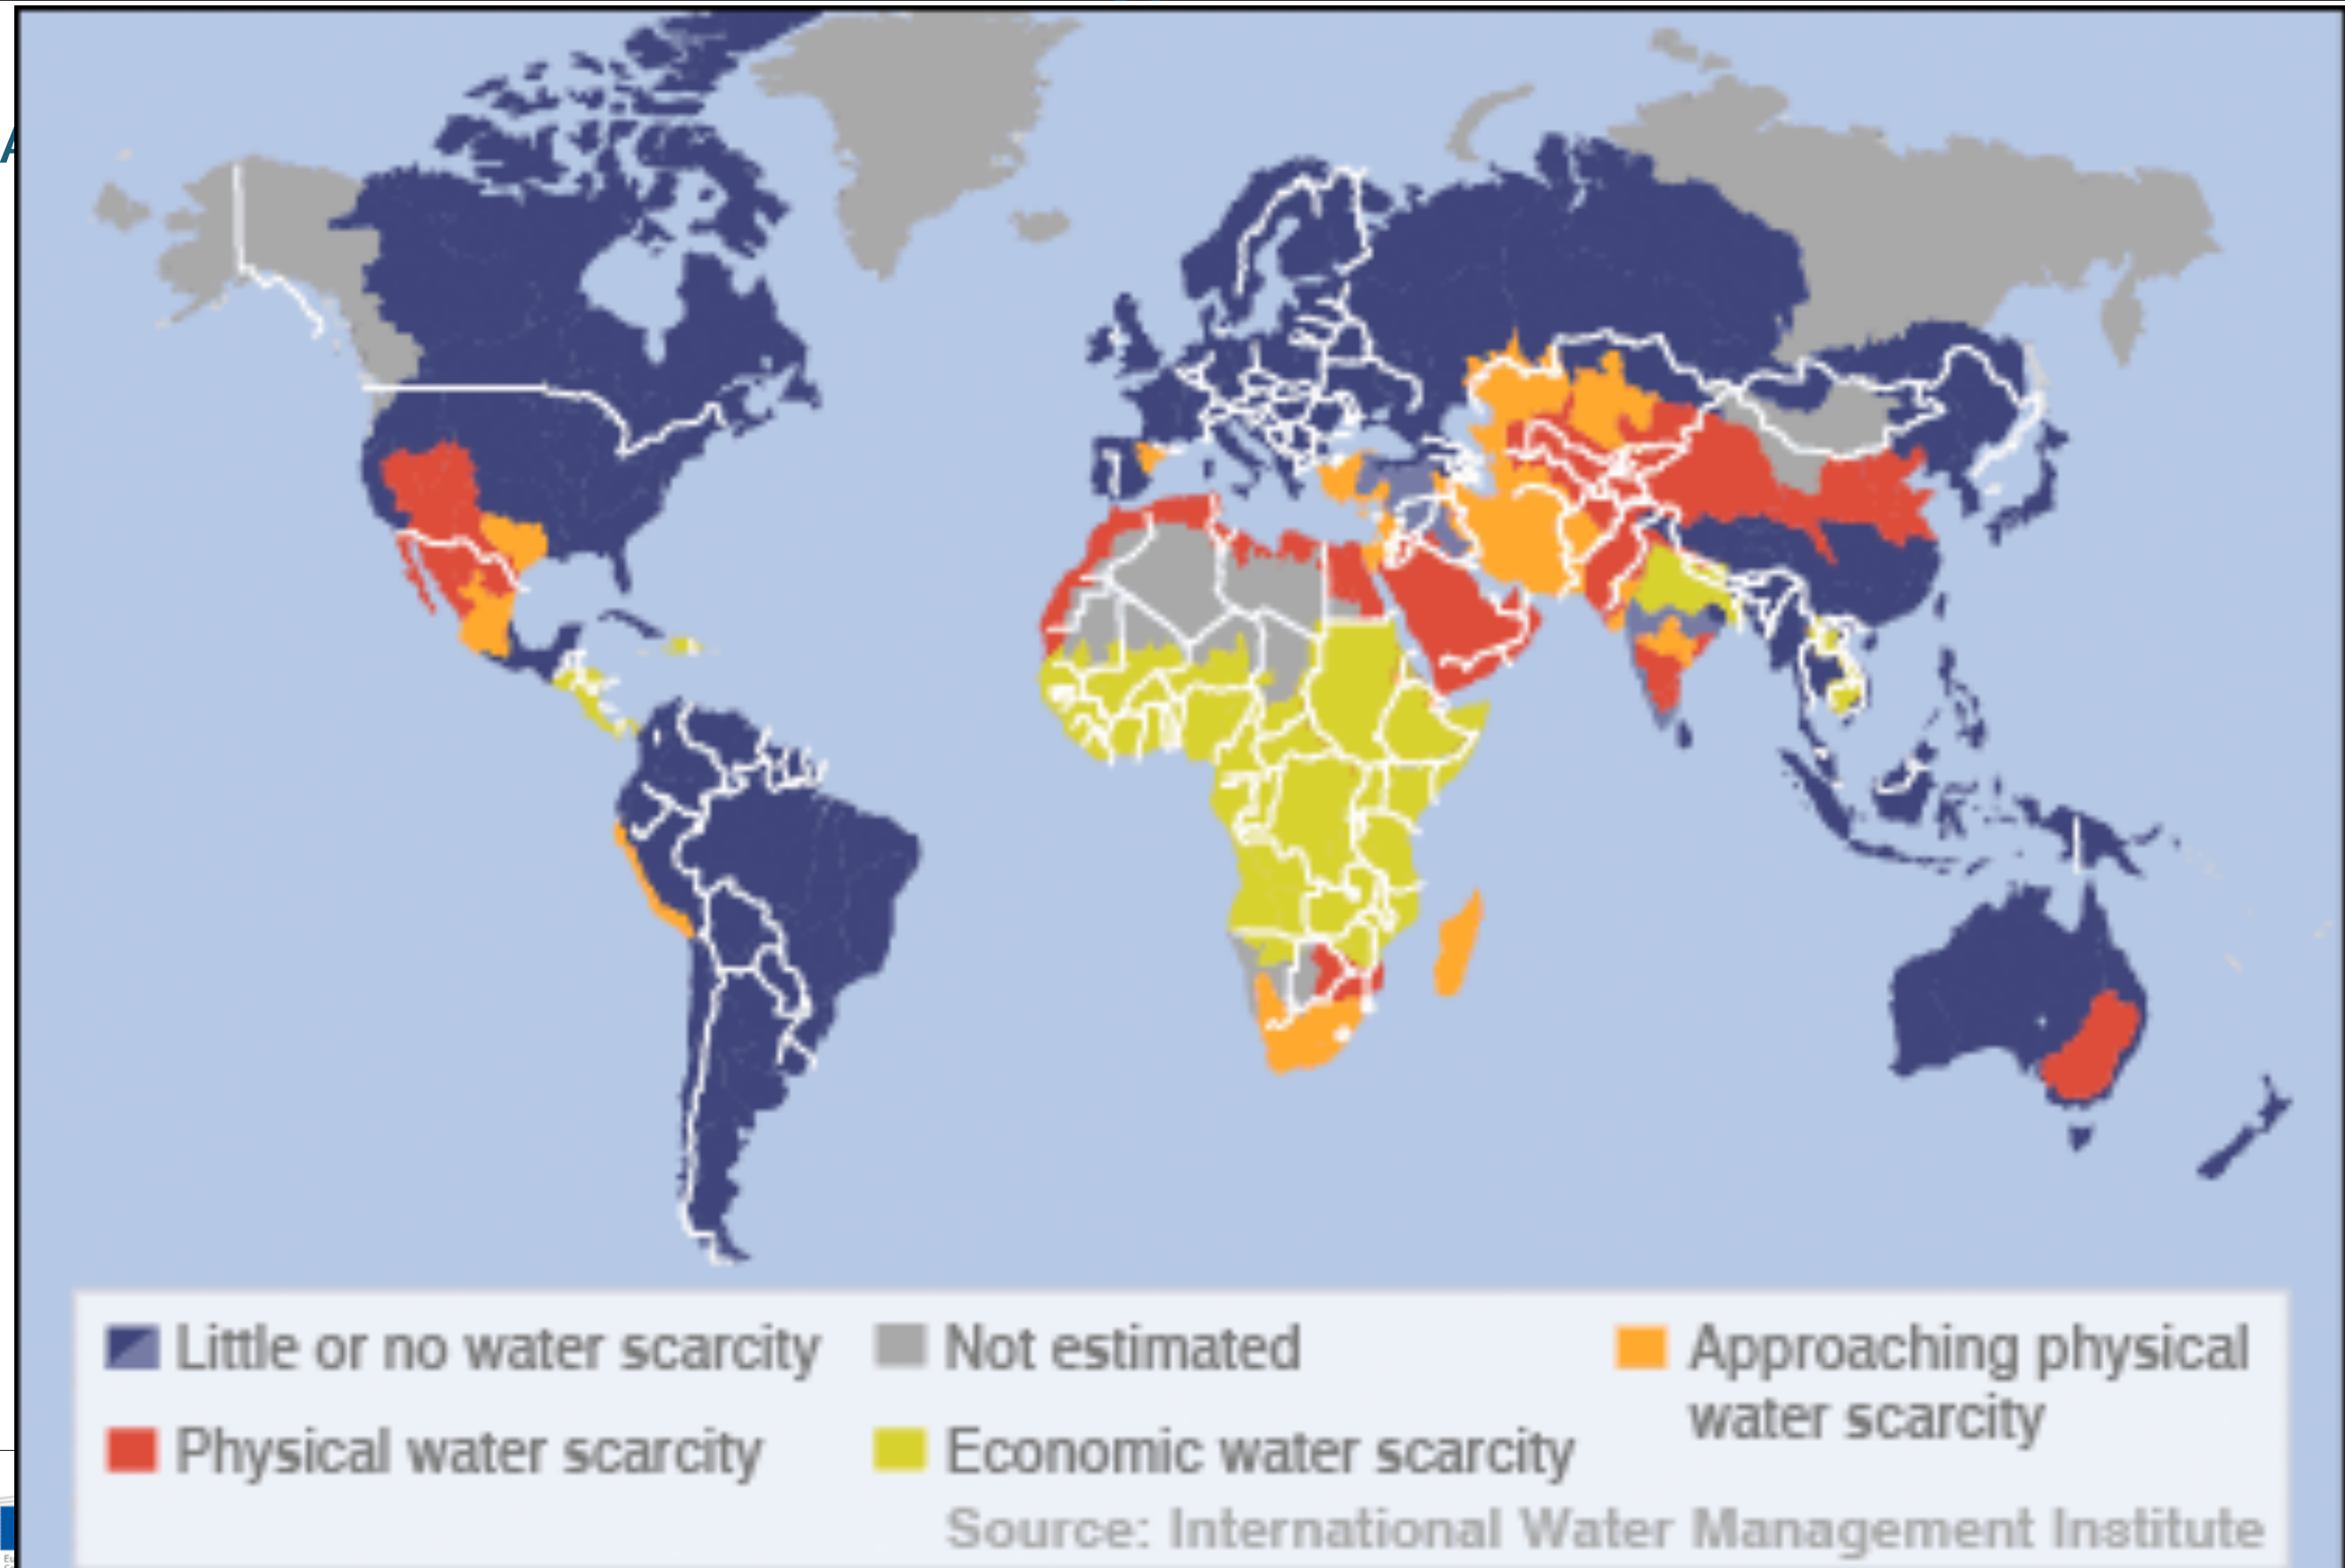 Little or no water scarcity
Not estimated
Approaching physical
water scarcity
Physical water scarcity
Economic water scarcity
Source: International Water Management Institute